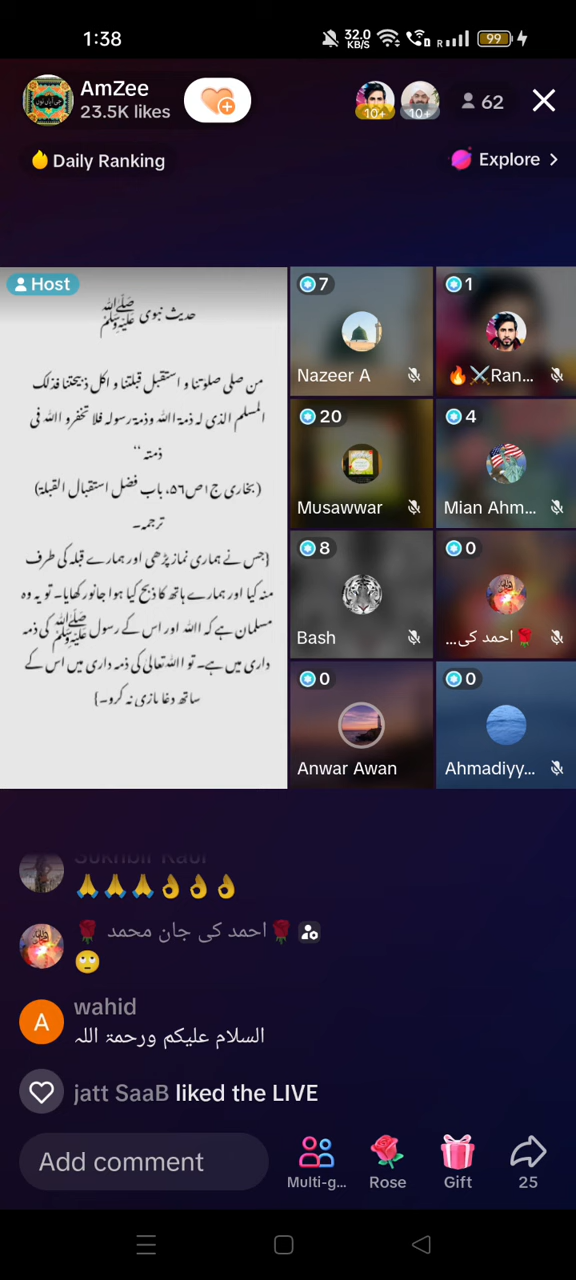 1:38
32.0
KB/S
R
99
AmZee
23.5K likes
10+
10+
62
Daily Ranking
Explore >
Host
حدیث نبوی ﷺ
من صلی صلوتنا و استقبل قبلتنا و اکل ذبیحتنا فذلک
المسلم الذی لہ ذمۃ اللہ وذمۃ رسولہ فلا تخفرو اللہ فی
ذمتہ‘‘
(بخاری ج ۱ ص ۵۶، باب فضل استقبال القبلۃ)
ترجمہ۔
{جس نے ہماری نماز پڑھی اور ہمارے قبلہ کی طرف
منہ کیا اور ہمارے ہاتھ کا ذبح کیا ہوا جانور کھایا۔ تو یہ وہ
مسلمان ہے کہ اللہ اور اس کے رسول ﷺ کی ذمہ
داری میں ہے۔ تو اللہ تعالیٰ کی ذمہ داری میں اس کے
ساتھ دغا بازی نہ کرو۔}
7
Nazeer A
1
🔥⚔️Ran...
20
Musawwar
4
Mian Ahm...
8
Bash
0
🌹احمد کی...
0
Anwar Awan
0
Ahmadiyy...
🙏🙏🙏👌👌👌
🌹احمد کی جان محمد🌹
🙄
A
wahid
السلام علیکم ورحمۃ اللہ
jatt SaaB liked the LIVE
Add comment
Multi-g...
Rose
Gift
25